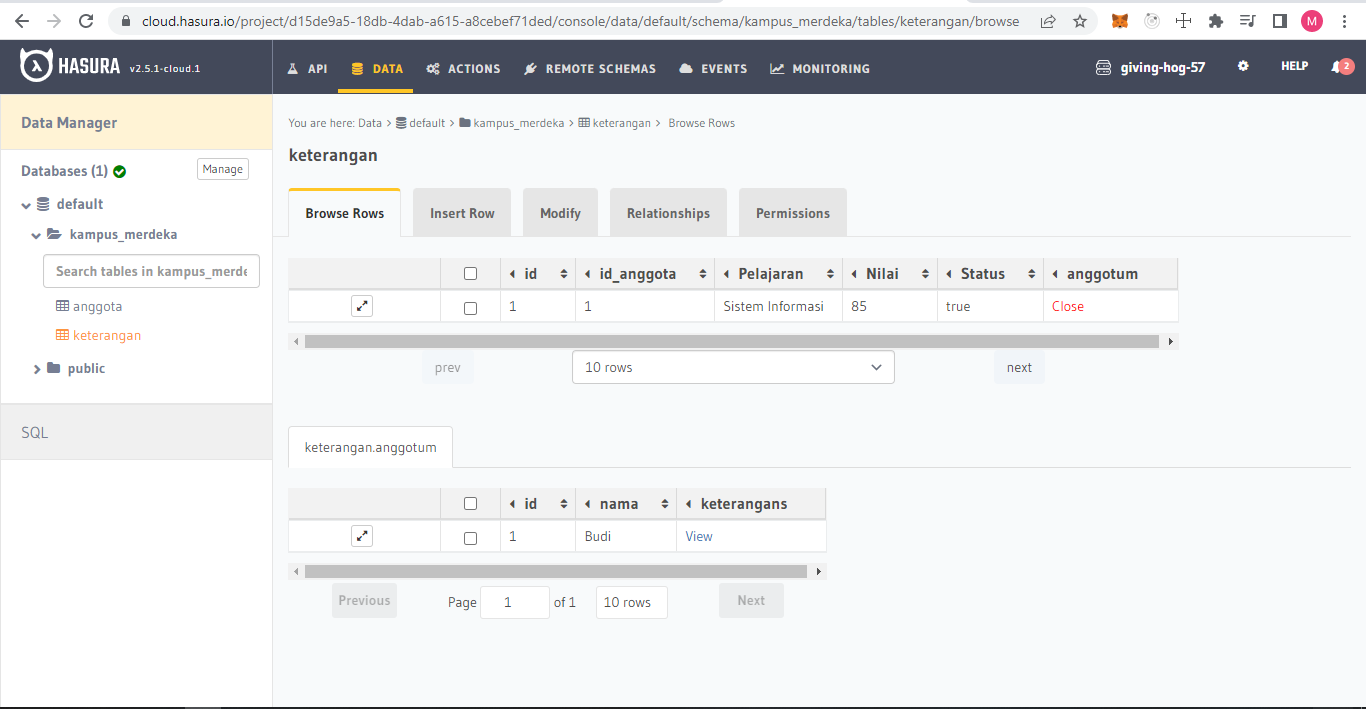 cloud.hasura.io/project/d15de9a5-18db-4dab-a615-a8cebef71ded/console/data/default/schema/kampus_merdeka/tables/keterangan/browse
M
HASURA v2.5.1-cloud.1
API DATA ACTIONS REMOTE SCHEMAS EVENTS MONITORING giving-hog-57 HELP 2
Data Manager
Databases (1) Manage
default
kampus_merdeka
Search tables in kampus_merde
anggota
keterangan
public
SQL
You are here: Data > default > kampus_merdeka > keterangan > Browse Rows
keterangan
Browse Rows Insert Row Modify Relationships Permissions
id id_anggota Pelajaran Nilai Status anggotum
1 1 Sistem Informasi 85 true Close
prev 10 rows next
keterangan.anggotum
id nama keterangans
1 Budi View
Previous Page 1 of 1 10 rows Next